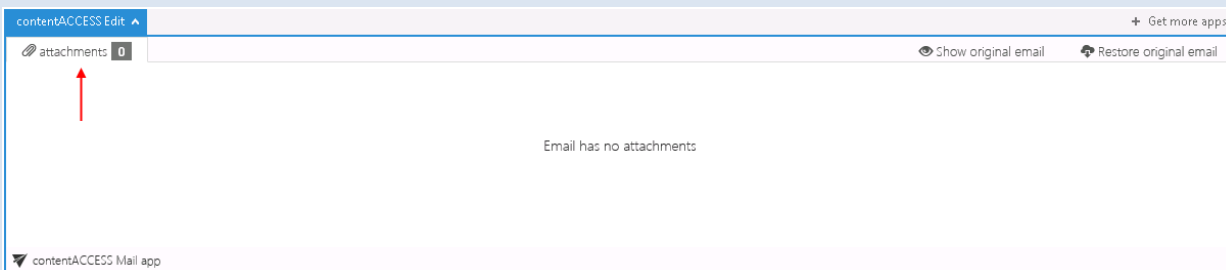 contentACCESS Edit + Get more apps
attachments 0 Show original email Restore original email
Email has no attachments
contentACCESS Mail app